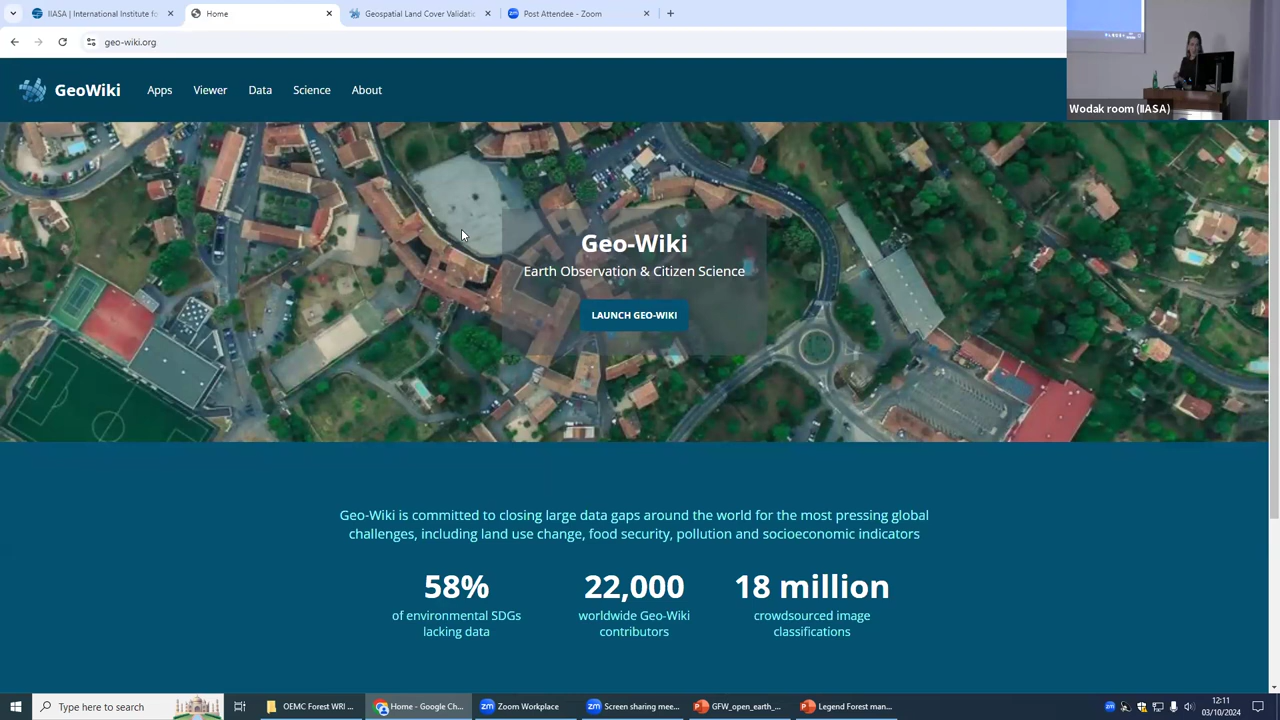 IIASA | International Institute fo
Home
Geospatial Land Cover Validatio
Post Attendee - Zoom
geo-wiki.org
GeoWiki
Apps
Viewer
Data
Science
About
Wodak room (IIASA)
Geo-Wiki
Earth Observation & Citizen Science
LAUNCH GEO-WIKI
Geo-Wiki is committed to closing large data gaps around the world for the most pressing global
challenges, including land use change, food security, pollution and socioeconomic indicators
58%
of environmental SDGs
lacking data
22,000
worldwide Geo-Wiki
contributors
18 million
crowdsourced image
classifications
Type here to search
OEMC Forest WRI ...
Home - Google Ch...
Zoom Workplace
Screen sharing mee...
GFW_open_earth_...
Legend Forest man...
12:11
03/10/2024